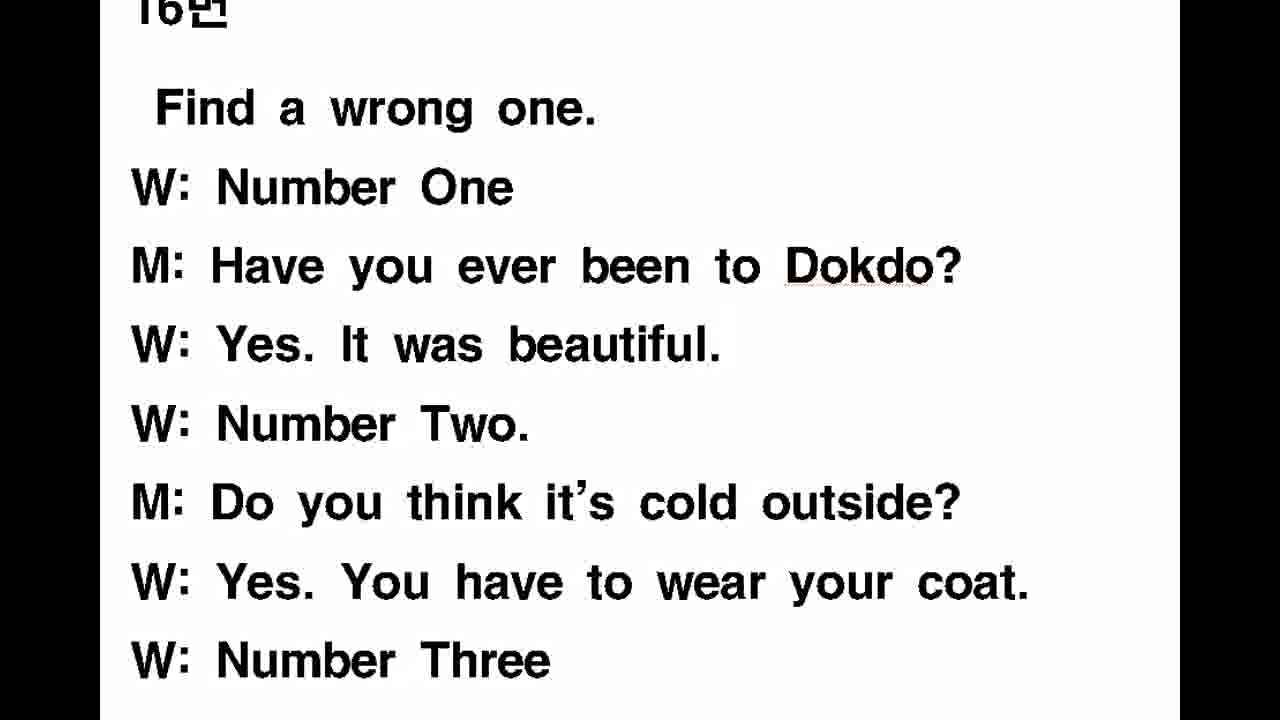 16번
Find a wrong one.
W: Number One
M: Have you ever been to Dokdo?
W: Yes. It was beautiful.
W: Number Two.
M: Do you think it’s cold outside?
W: Yes. You have to wear your coat.
W: Number Three